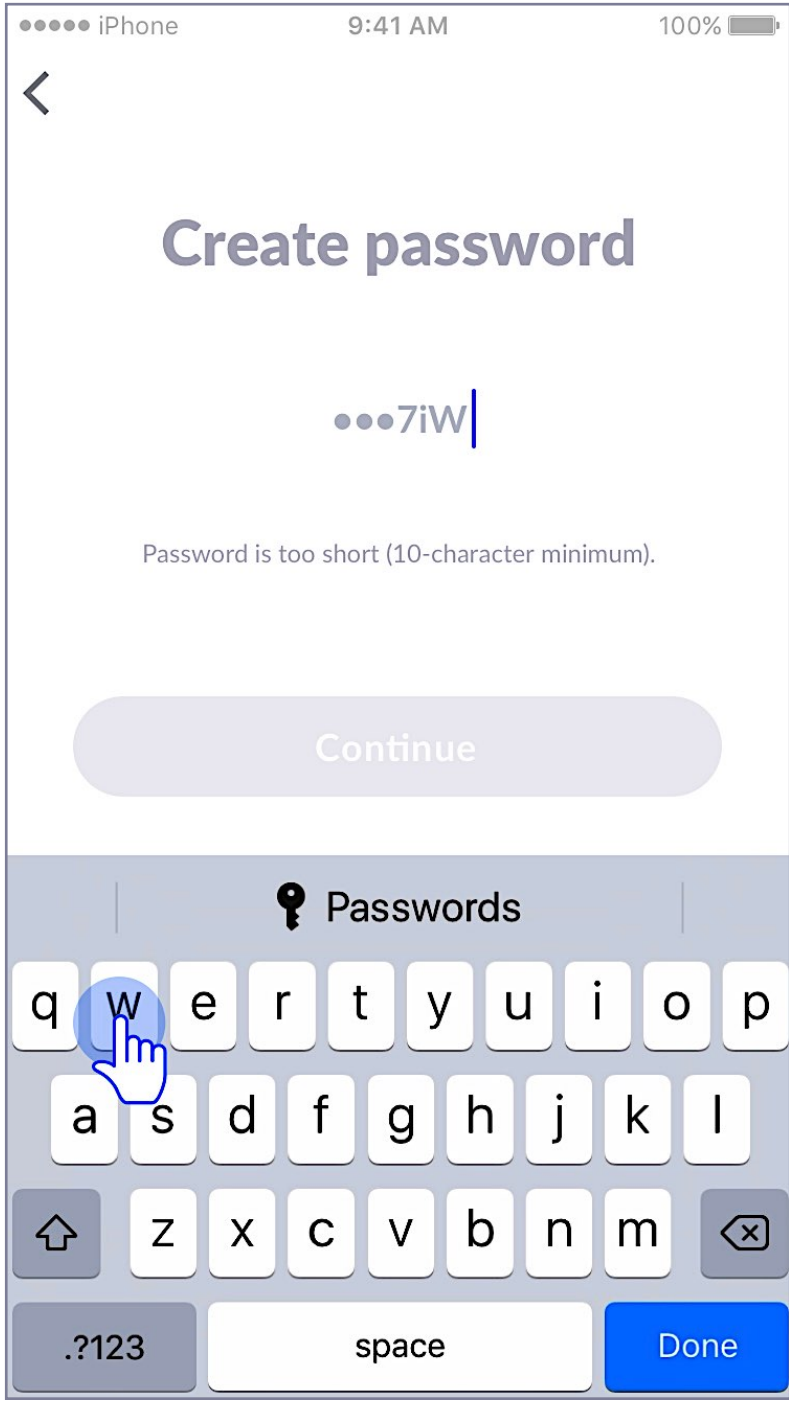 ●●●●● iPhone 9:41 AM 100%
Create password
●●●7iW
Password is too short (10-character minimum).
Continue
Passwords
q w e r t y u i o p
a s d f g h j k l
z x c v b n m
.?123 space Done